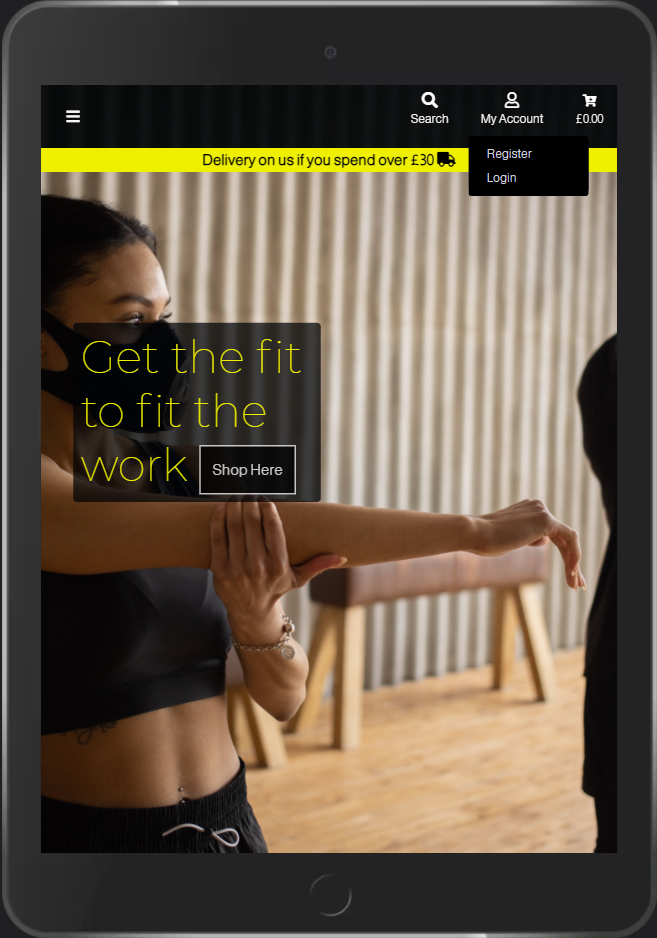 Search
My Account
£0.00
Delivery on us if you spend over £30
Register
Login
Get the fit
to fit the
work
Shop Here